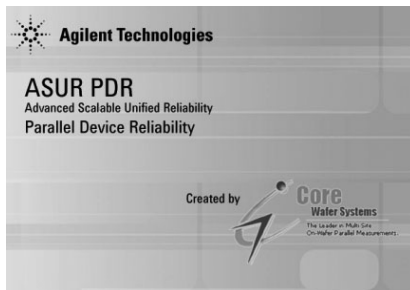 Agilent Technologies
ASUR PDR
Advanced Scalable Unified Reliability
Parallel Device Reliability
Created by
Core
Wafer Systems
The Leader in Multi Site
On-Wafer Parallel Measurements.